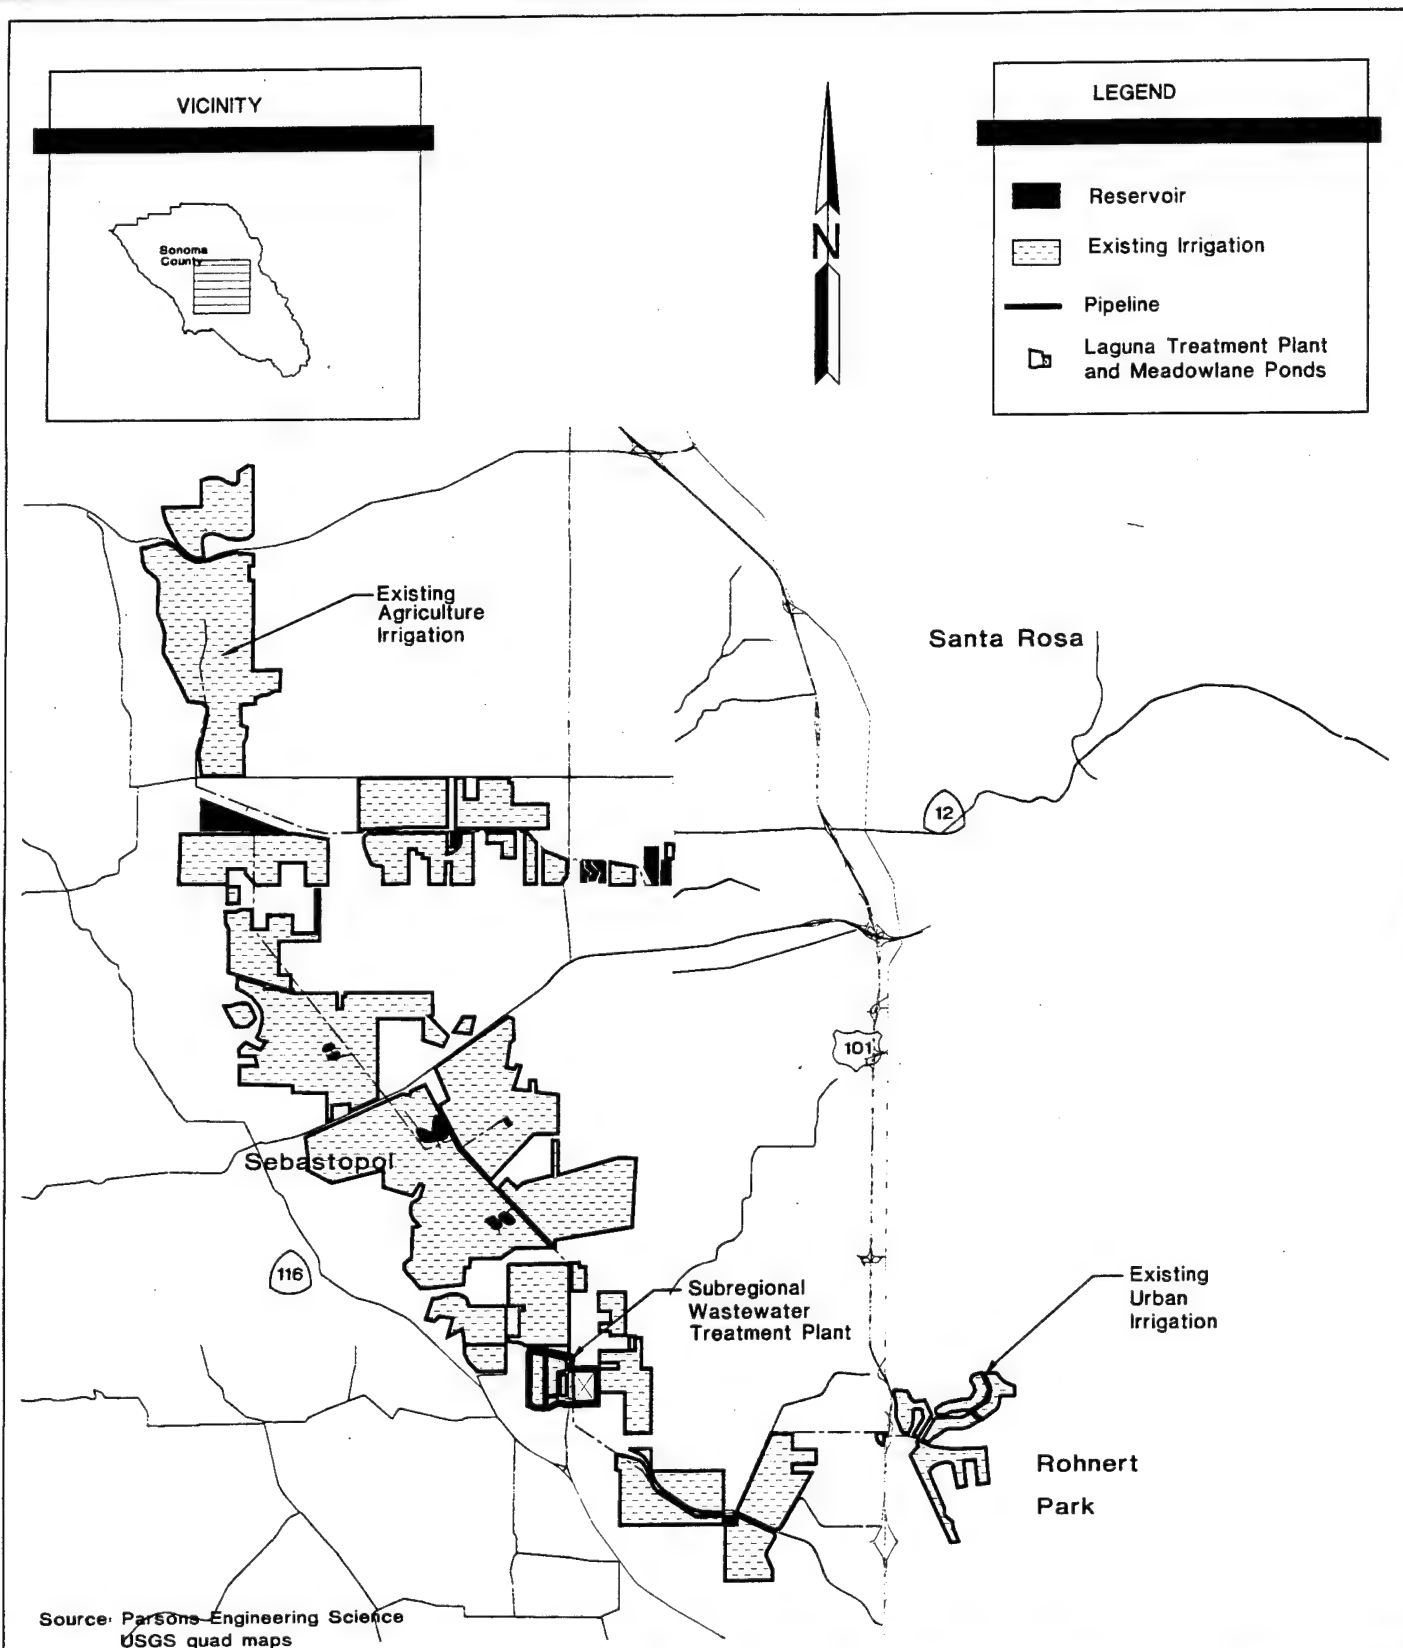 VICINITY
Sonoma
County
N
LEGEND
Reservoir
Existing Irrigation
Pipeline
Laguna Treatment Plant
and Meadowlane Ponds
Existing
Agriculture
Irrigation
Santa Rosa
12
101
Sebastopol
116
Subregional
Wastewater
Treatment Plant
Existing
Urban
Irrigation
Rohnert
Park
Source: Parsons Engineering Science
USGS quad maps